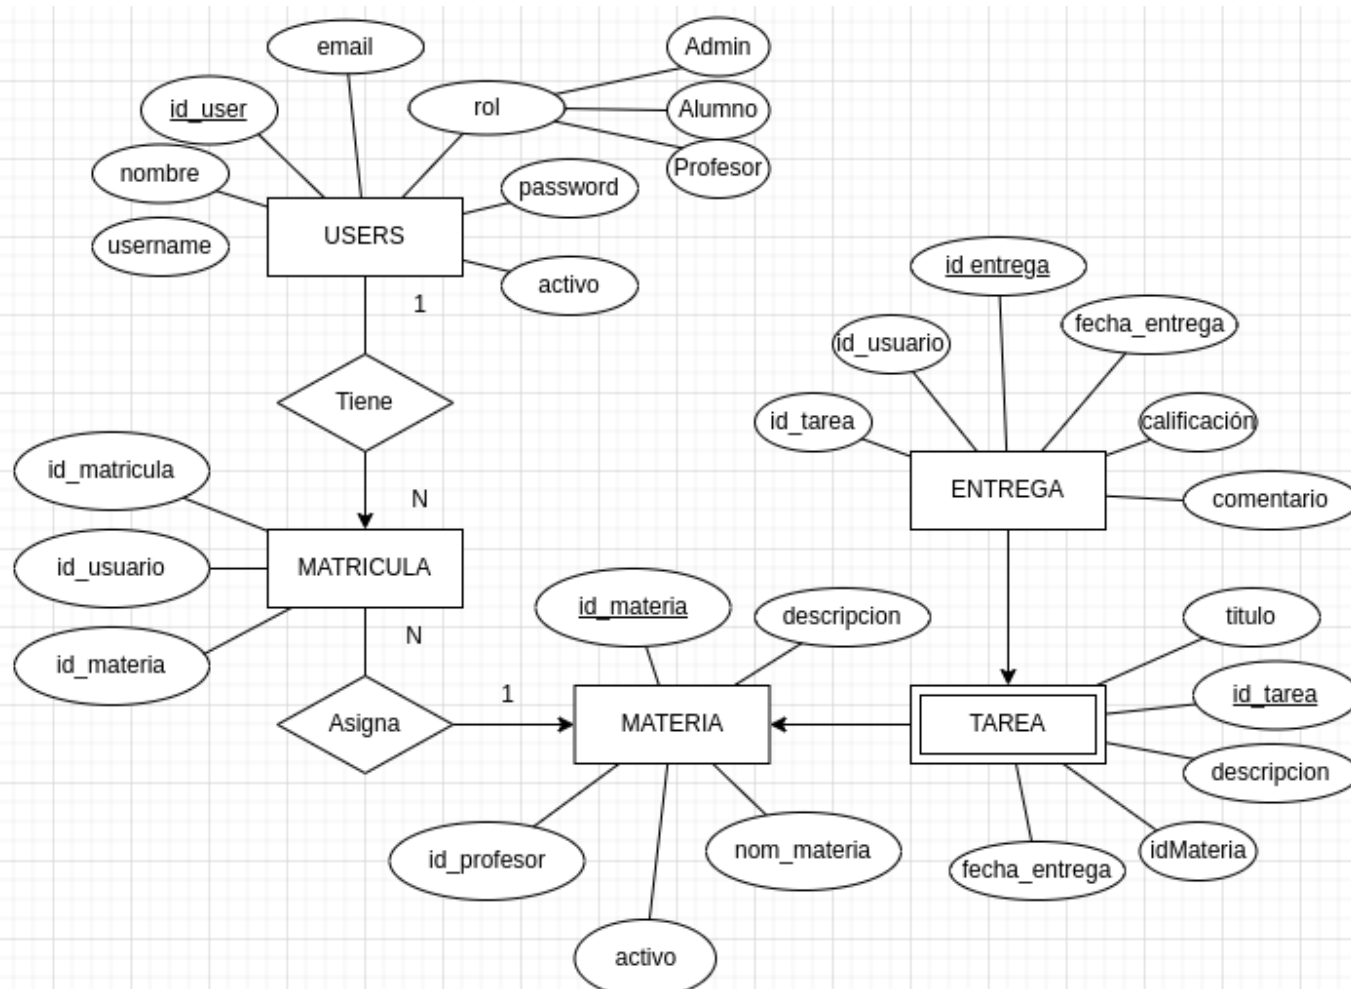 email
Admin
id_user
rol
Alumno
nombre
Profesor
password
username
USERS
activo
1
id entrega
fecha_entrega
id_usuario
Tiene
id_tarea
calificación
id_matricula
N
ENTREGA
comentario
id_usuario
MATRICULA
id_materia
descripcion
titulo
N
id_materia
1
id_tarea
Asigna
MATERIA
TAREA
descripcion
id_profesor
nom_materia
idMateria
fecha_entrega
activo